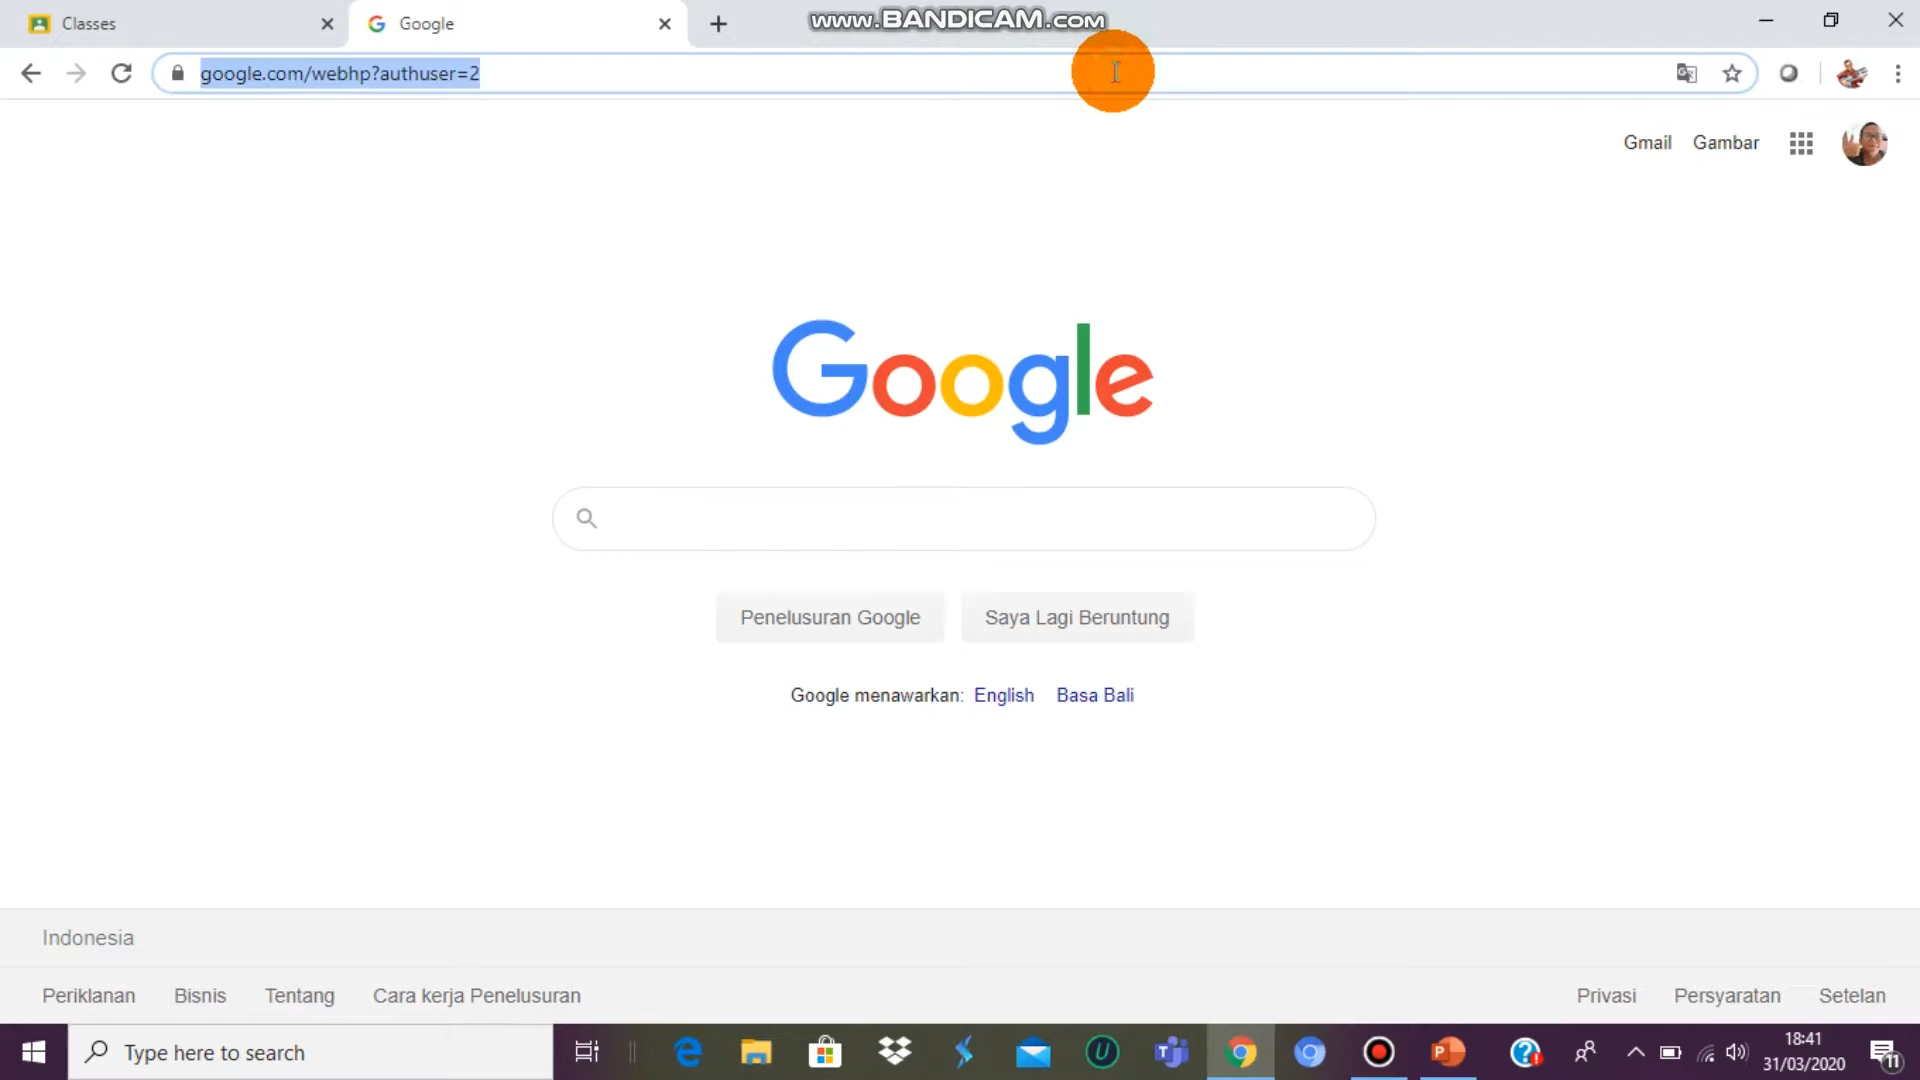 Classes
Google
www.BANDICAM.com
google.com/webhp?authuser=2
Gmail
Gambar
Google
Penelusuran Google
Saya Lagi Beruntung
Google menawarkan: English Basa Bali
Indonesia
Periklanan
Bisnis
Tentang
Cara kerja Penelusuran
Privasi
Persyaratan
Setelan
Type here to search
18:41
31/03/2020
11